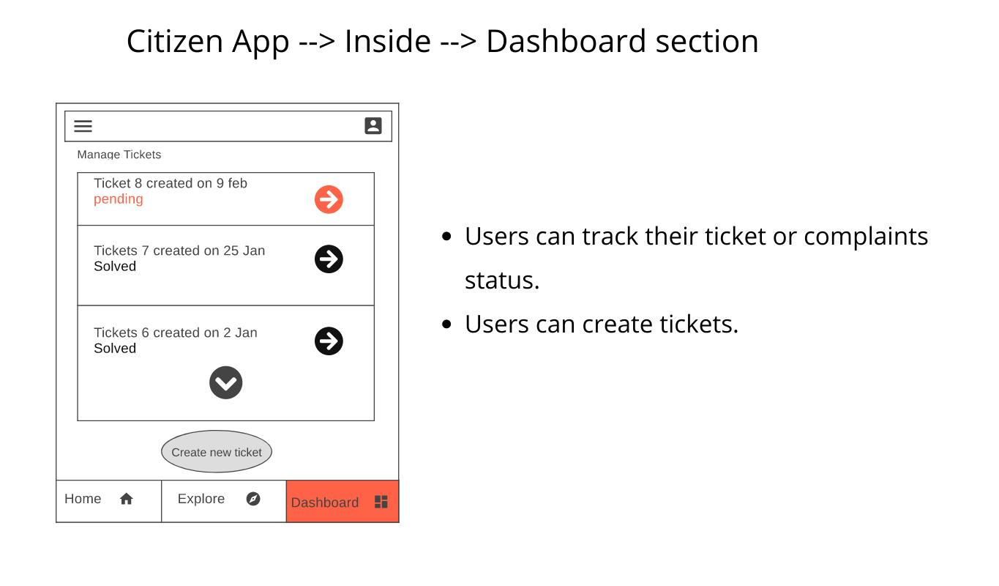 Citizen App --> Inside --> Dashboard section
Manage Tickets
Ticket 8 created on 9 feb
pending
Tickets 7 created on 25 Jan
Solved
Tickets 6 created on 2 Jan
Solved
Create new ticket
Home
Explore
Dashboard
• Users can track their ticket or complaints
status.
• Users can create tickets.